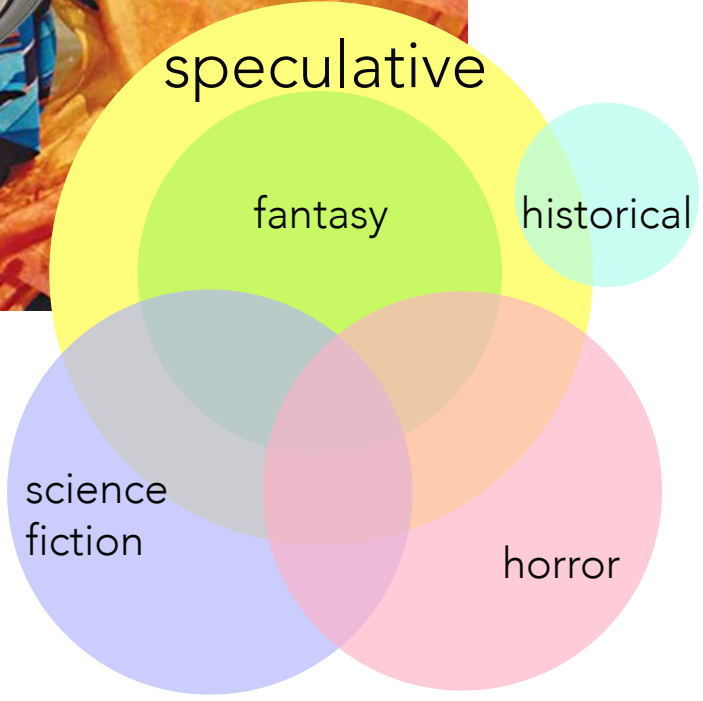 speculative
fantasy
historical
science
fiction
horror